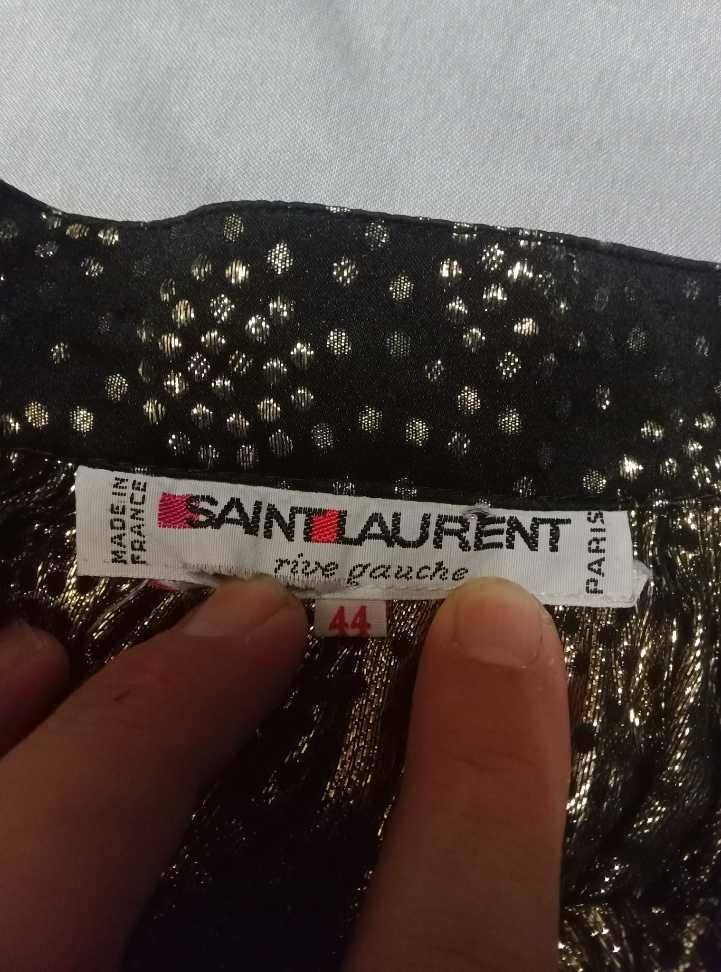 MADE IN
FRANCE
SAINT LAURENT
rive gauche
PARIS
44